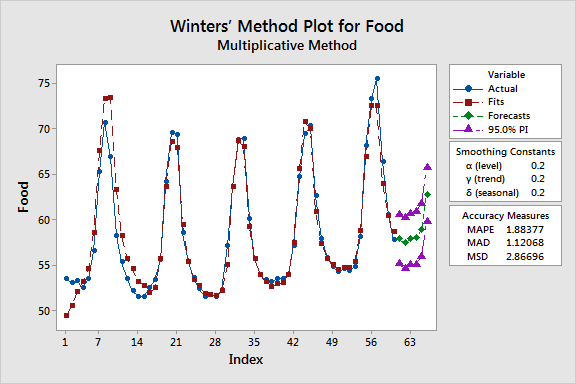 Winters’ Method Plot for Food
Multiplicative Method
Food
75
70
65
60
55
50
1 7 14 21 28 35 42 49 56 63
Index
Variable
Actual
Fits
Forecasts
95.0% PI
Smoothing Constants
α (level) 0.2
γ (trend) 0.2
δ (seasonal) 0.2
Accuracy Measures
MAPE 1.88377
MAD 1.12068
MSD 2.86696